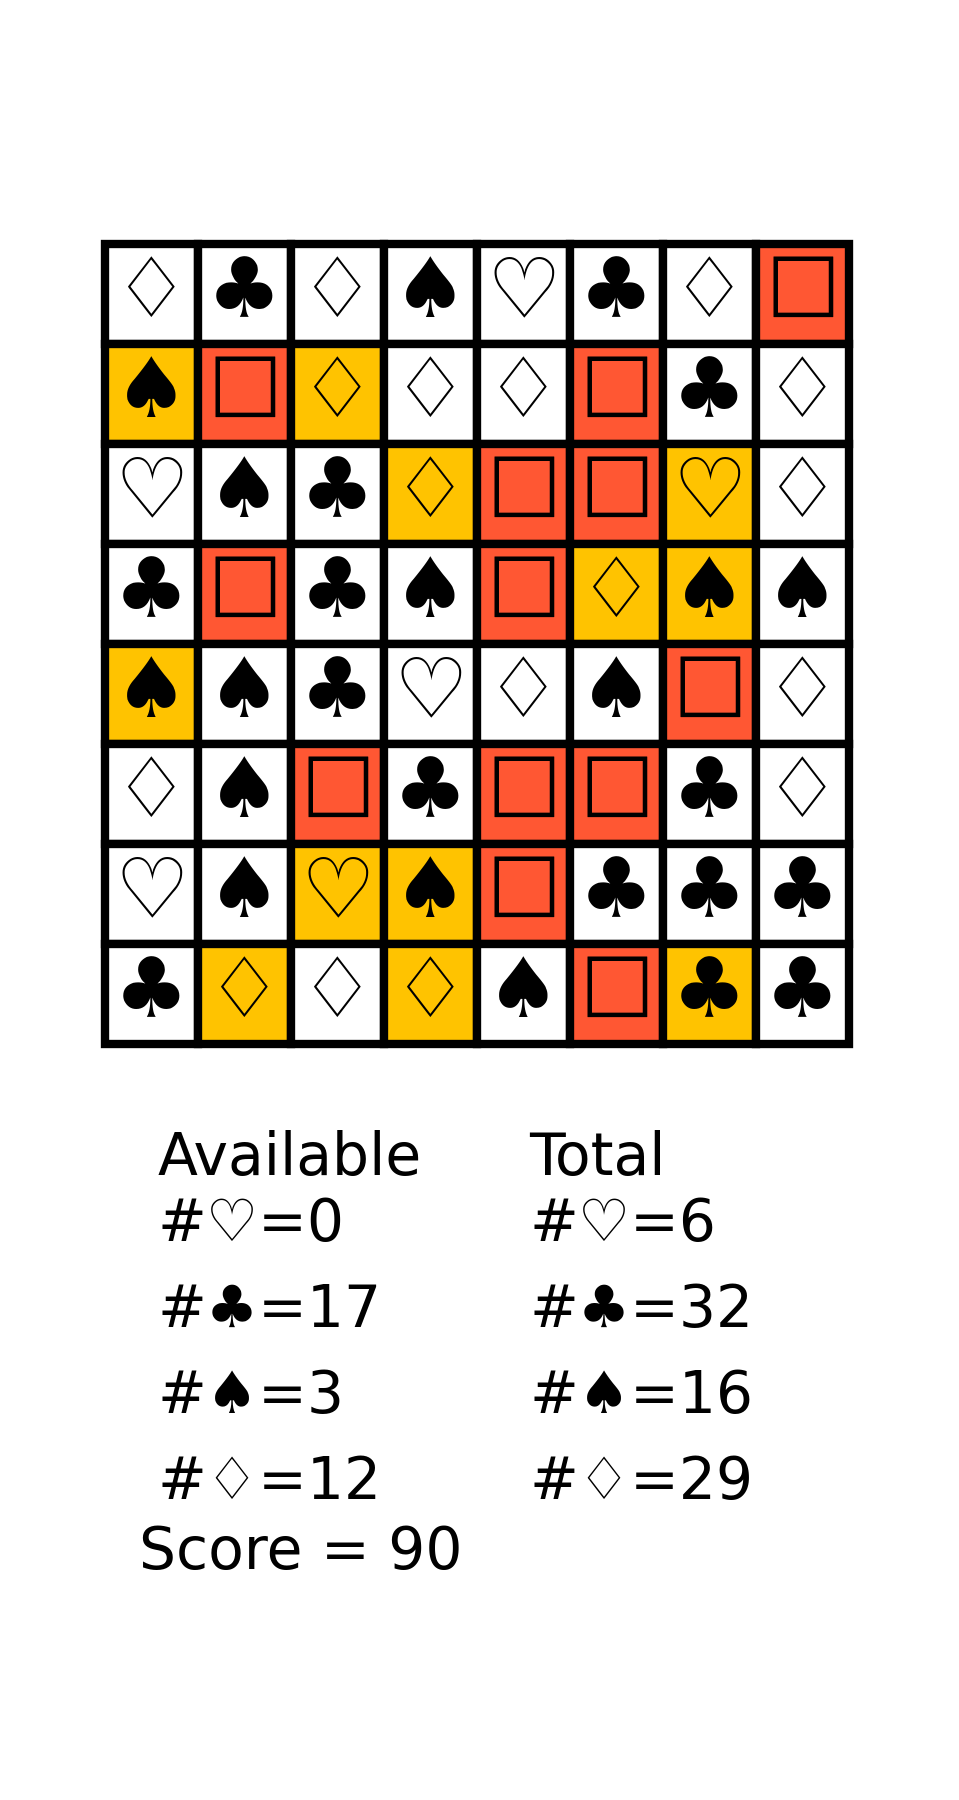 ♢ ♣ ♢ ♠ ♡ ♣ ♢ □
♠ □ ♢ ♢ ♢ □ ♣ ♢
♡ ♠ ♣ ♢ □ □ ♡ ♢
♣ □ ♣ ♠ □ ♢ ♠ ♠
♠ ♠ ♣ ♡ ♢ ♠ □ ♢
♢ ♠ □ ♣ □ □ ♣ ♢
♡ ♠ ♡ ♠ □ ♣ ♣ ♣
♣ ♢ ♢ ♢ ♠ □ ♣ ♣
Available Total
#♡=0 #♡=6
#♣=17 #♣=32
#♠=3 #♠=16
#♢=12 #♢=29
Score = 90